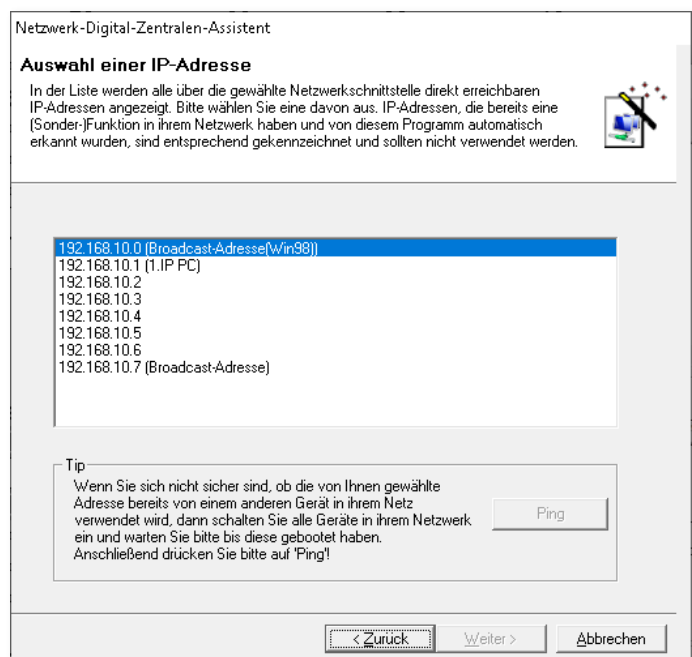 Netzwerk-Digital-Zentralen-Assistent
Auswahl einer IP-Adresse
In der Liste werden alle über die gewählte Netzwerkschnittstelle direkt erreichbaren
IP-Adressen angezeigt. Bitte wählen Sie eine davon aus. IP-Adressen, die bereits eine
(Sonder-)Funktion in ihrem Netzwerk haben und von diesem Programm automatisch
erkannt wurden, sind entsprechend gekennzeichnet und sollten nicht verwendet werden.
192.168.10.0 (Broadcast-Adresse(Win98))
192.168.10.1 (1.IP PC)
192.168.10.2
192.168.10.3
192.168.10.4
192.168.10.5
192.168.10.6
192.168.10.7 (Broadcast-Adresse)
Tip
Wenn Sie sich nicht sicher sind, ob die von Ihnen gewählte
Adresse bereits von einem anderen Gerät in ihrem Netz
verwendet wird, dann schalten Sie alle Geräte in ihrem Netzwerk
ein und warten Sie bitte bis diese gebootet haben.
Anschließend drücken Sie bitte auf 'Ping'!
Ping
< Zurück
Weiter >
Abbrechen